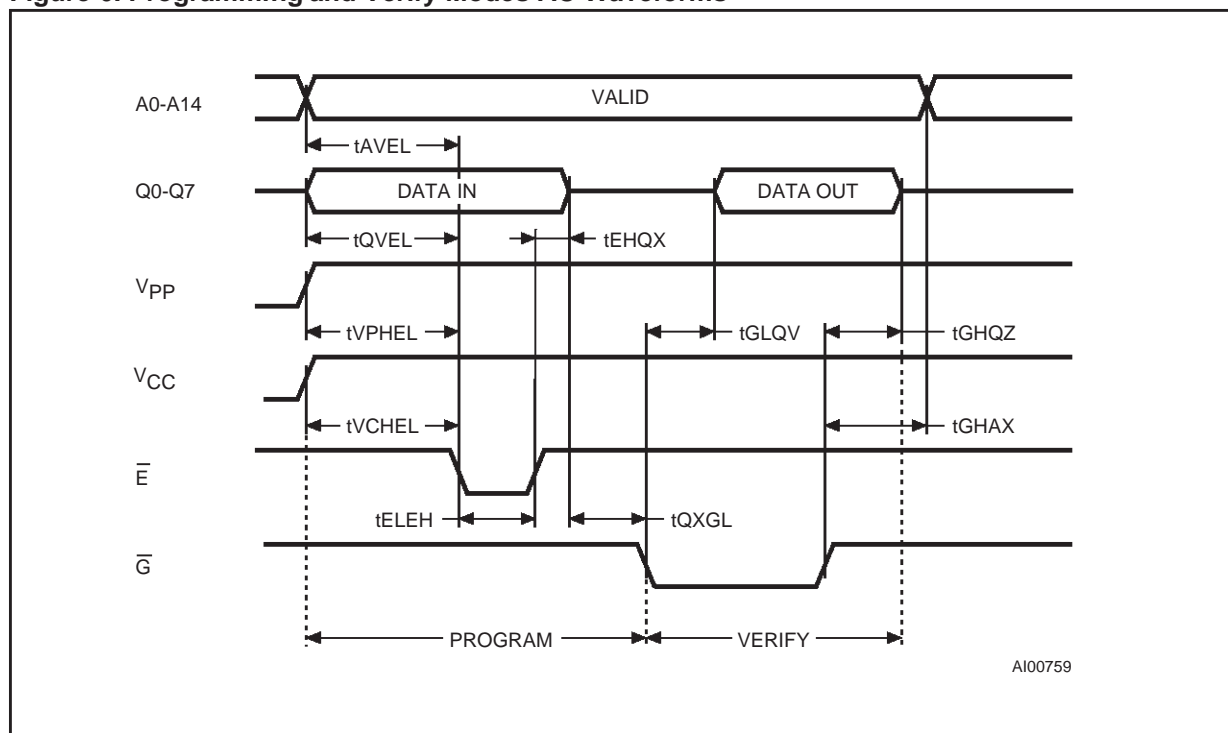 Figure Programming and Verify Modes AC Waveforms
A0-A14
VALID
tAVEL
Q0-Q7
DATA IN
DATA OUT
tQVEL
tEHQX
VPP
tVPHEL
tGLQV
tGHQZ
VCC
tVCHEL
tGHAX
E̅
tELEH
tQXGL
G̅
PROGRAM
VERIFY
AI00759